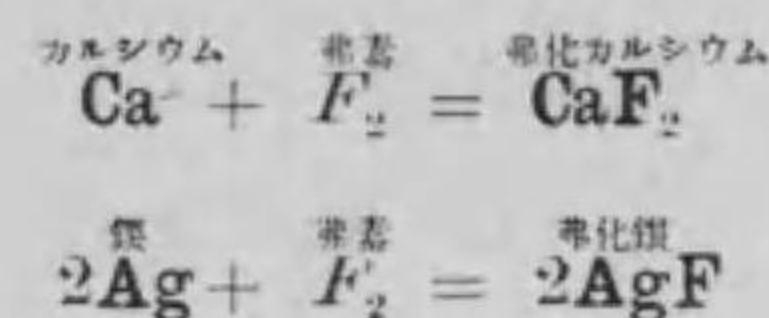 カルシウム 弗素 弗化カルシウム
Ca + F₂ = CaF₂
銀 弗素 弗化銀
2Ag + F₂ = 2AgF